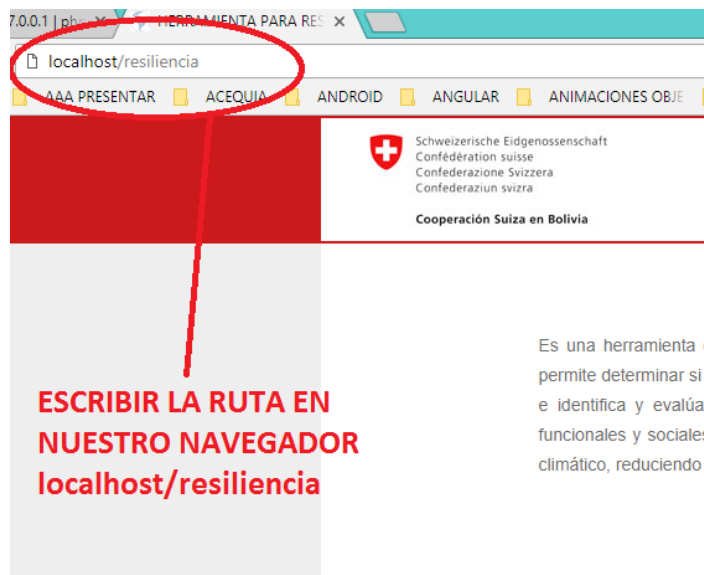 7.0.0.1 | ph
HERRAMIENTA PARA RES
localhost/resiliencia
AAA PRESENTAR
ACEQUIA
ANDROID
ANGULAR
ANIMACIONES OBJE
Schweizerische Eidgenossenschaft
Confédération suisse
Confederazione Svizzera
Confederaziun svizra
Cooperación Suiza en Bolivia
Es una herramienta
permite determinar si
e identifica y evalúa
funcionales y sociales
climático, reduciendo
ESCRIBIR LA RUTA EN
NUESTRO NAVEGADOR
localhost/resiliencia